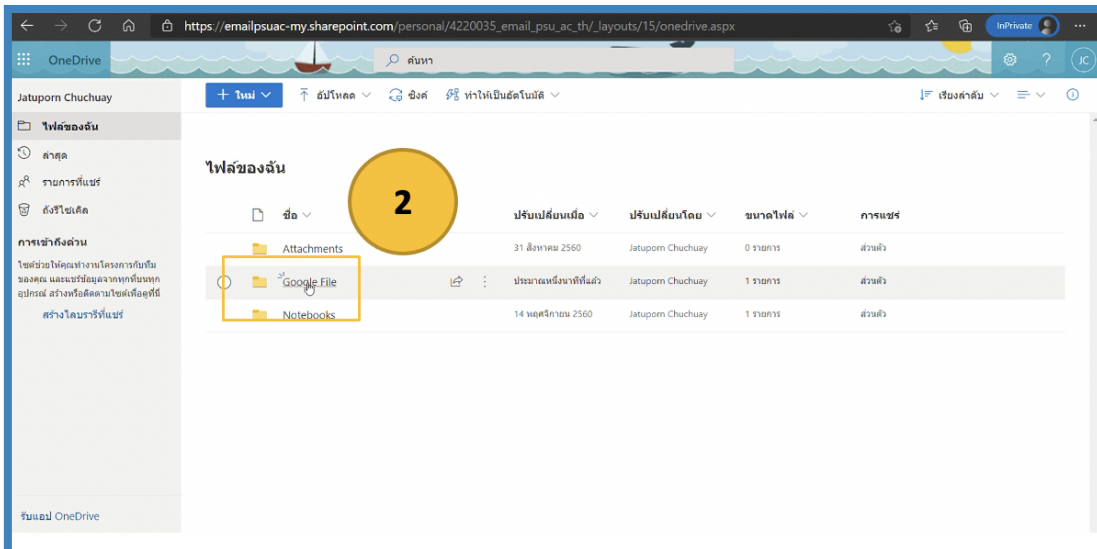 https://emailpsuac-my.sharepoint.com/personal/4220035_email_psu_ac_th/_layouts/15/onedrive.aspx
InPrivate
OneDrive
ค้นหา
JC
Jatuporn Chuchuay
+ ใหม่
อัปโหลด
ซิงค์
ทำให้เป็นอัตโนมัติ
เรียงลำดับ
ไฟล์ของฉัน
ล่าสุด
รายการที่แชร์
ถังรีไซเคิล
การเข้าถึงด่วน
ไซต์ช่วยให้คุณทำงานโครงการกับทีม
ของคุณ และแชร์ข้อมูลจากทุกที่บนทุก
อุปกรณ์ สร้างหรือติดตามไซต์เพื่อดูที่นี่
สร้างไลบรารีที่แชร์
รับแอป OneDrive
ไฟล์ของฉัน
2
ชื่อ ปรับเปลี่ยนเมื่อ ปรับเปลี่ยนโดย ขนาดไฟล์ การแชร์
Attachments 31 สิงหาคม 2560 Jatuporn Chuchuay 0 รายการ ส่วนตัว
Google File ประมาณหนึ่งนาทีที่แล้ว Jatuporn Chuchuay 1 รายการ ส่วนตัว
Notebooks 14 พฤศจิกายน 2560 Jatuporn Chuchuay 1 รายการ ส่วนตัว